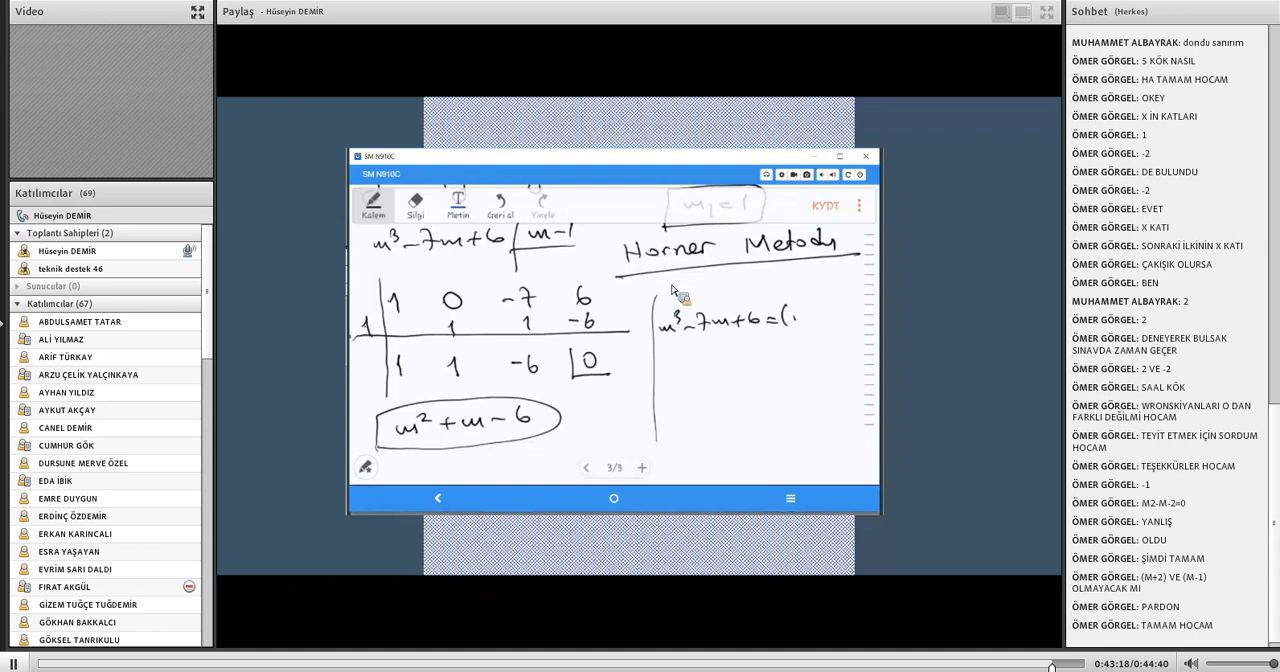 Video
Katılımcılar (69)
Hüseyin DEMİR
Toplantı Sahipleri (2)
Hüseyin DEMİR
teknik destek 46
Sunucular (0)
Katılımcılar (67)
ABDULSAMET TATAR
ALİ YILMAZ
ARİF TÜRKAY
ARZU ÇELİK YALÇINKAYA
AYHAN YILDIZ
AYKUT AKÇAY
CANEL DEMİR
CUMHUR GÖK
DURSUNE MERVE ÖZEL
EDA İBİK
EMRE DUYGUN
ERDİNÇ ÖZDEMİR
ERKAN KARINCALI
ESRA YAŞAYAN
EVRİM SARI DALDI
FIRAT AKGÜL
GİZEM TUĞÇE TUĞDEMİR
GÖKHAN BAKKALCI
GÖKSEL TANRIKULU
Paylaş - Hüseyin DEMİR
SM N910C
SM N910C
Kalem Silgi Metin Geri al Yinele
KYDT
m₁ = 1
m³-7m+6 | m-1
Horner Metodu
1 0 -7 6
1 1 1 -6
1 1 -6 0
m²+m-6
m³-7m+6=(
3/3
Sohbet (Herkes)
MUHAMMET ALBAYRAK: dondu sanırım
ÖMER GÖRGEL: 5 KÖK NASIL
ÖMER GÖRGEL: HA TAMAM HOCAM
ÖMER GÖRGEL: OKEY
ÖMER GÖRGEL: X İN KATLARI
ÖMER GÖRGEL: 1
ÖMER GÖRGEL: -2
ÖMER GÖRGEL: DE BULUNDU
ÖMER GÖRGEL: -2
ÖMER GÖRGEL: EVET
ÖMER GÖRGEL: X KATI
ÖMER GÖRGEL: SONRAKİ İLKİNİN X KATI
ÖMER GÖRGEL: ÇAKIŞIK OLURSA
ÖMER GÖRGEL: BEN
MUHAMMET ALBAYRAK: 2
ÖMER GÖRGEL: 2
ÖMER GÖRGEL: DENEYEREK BULSAK
SINAVDA ZAMAN GEÇER
ÖMER GÖRGEL: 2 VE -2
ÖMER GÖRGEL: SAAL KÖK
ÖMER GÖRGEL: WRONSKİYANLARI O DAN
FARKLI DEĞİLMİ HOCAM
ÖMER GÖRGEL: TEYİT ETMEK İÇİN SORDUM
HOCAM
ÖMER GÖRGEL: TEŞEKKÜRLER HOCAM
ÖMER GÖRGEL: -1
ÖMER GÖRGEL: M2-M-2=0
ÖMER GÖRGEL: YANLIŞ
ÖMER GÖRGEL: OLDU
ÖMER GÖRGEL: ŞİMDİ TAMAM
ÖMER GÖRGEL: (M+2) VE (M-1)
OLMAYACAK MI
ÖMER GÖRGEL: PARDON
ÖMER GÖRGEL: TAMAM HOCAM
0:43:18/0:44:40